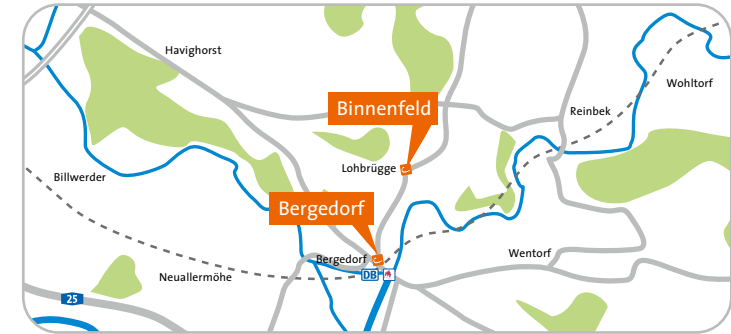 Havighorst
Wohltorf
Binnenfeld
Reinbek
Lohbrügge
Billwerder
Bergedorf
Wentorf
Bergedorf
DB
Neuallermöhe
25